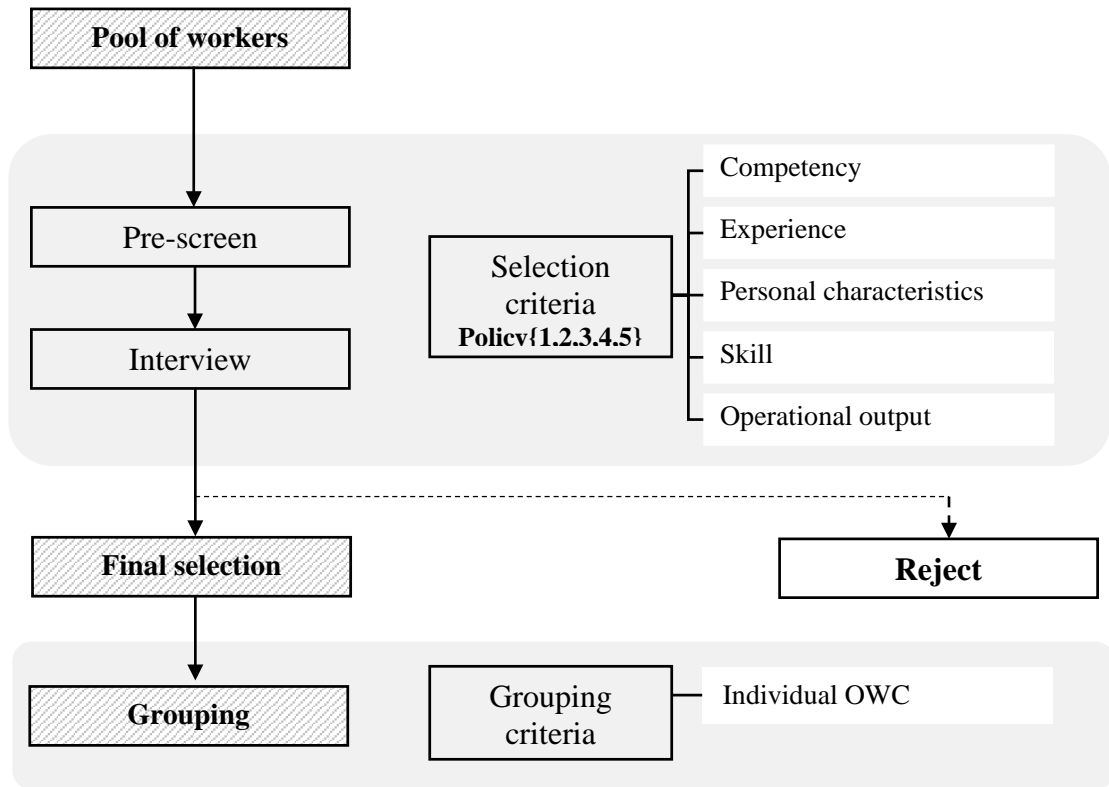 Pool of workers
Pre-screen
Interview
Selection
criteria
Policy{1,2,3,4,5}
Competency
Experience
Personal characteristics
Skill
Operational output
Final selection
Reject
Grouping
Grouping
criteria
Individual OWC